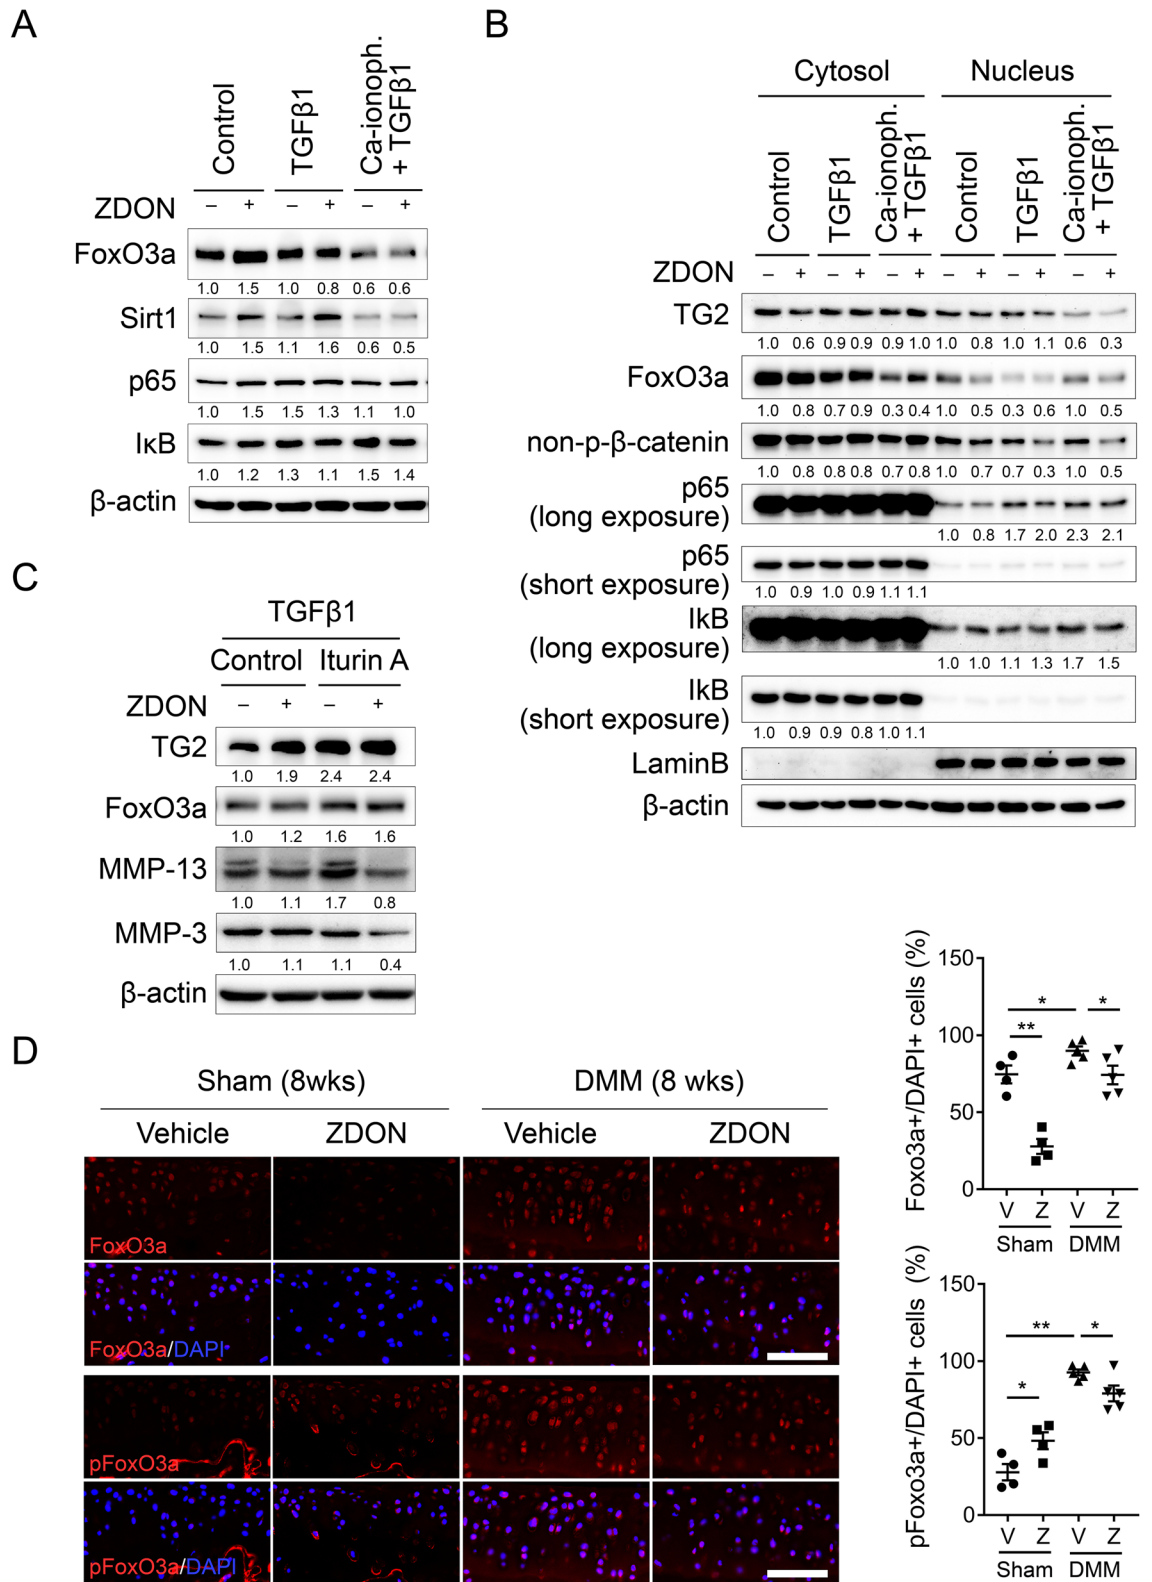 A
Control
TGFβ1
Ca-ionoph.
+ TGFβ1
ZDON – + – + – +
FoxO3a
1.0 1.5 1.0 0.8 0.6 0.6
Sirt1
1.0 1.5 1.1 1.6 0.6 0.5
p65
1.0 1.5 1.5 1.3 1.1 1.0
IκB
1.0 1.2 1.3 1.1 1.5 1.4
β-actin
B
Cytosol Nucleus
Control
TGFβ1
Ca-ionoph.
+ TGFβ1
Control
TGFβ1
Ca-ionoph.
+ TGFβ1
ZDON – + – + – + – + – + – +
TG2
1.0 0.6 0.9 0.9 0.9 1.0 1.0 0.8 1.0 1.1 0.6 0.3
FoxO3a
1.0 0.8 0.7 0.9 0.3 0.4 1.0 0.5 0.3 0.6 1.0 0.5
non-p-β-catenin
1.0 0.8 0.8 0.8 0.7 0.8 1.0 0.7 0.7 0.3 1.0 0.5
p65
(long exposure)
1.0 0.8 1.7 2.0 2.3 2.1
p65
(short exposure)
1.0 0.9 1.0 0.9 1.1 1.1
IkB
(long exposure)
1.0 1.0 1.1 1.3 1.7 1.5
IkB
(short exposure)
1.0 0.9 0.9 0.8 1.0 1.1
LaminB
β-actin
C
TGFβ1
Control Iturin A
ZDON – + – +
TG2
1.0 1.9 2.4 2.4
FoxO3a
1.0 1.2 1.6 1.6
MMP-13
1.0 1.1 1.7 0.8
MMP-3
1.0 1.1 1.1 0.4
β-actin
D
Sham (8wks) DMM (8 wks)
Vehicle ZDON Vehicle ZDON
FoxO3a
FoxO3a/DAPI
pFoxO3a
pFoxO3a/DAPI
Foxo3a+/DAPI+ cells (%)
150
100
50
0
* *
**
V Z V Z
Sham DMM
pFoxo3a+/DAPI+ cells (%)
150
100
50
0
** *
*
V Z V Z
Sham DMM